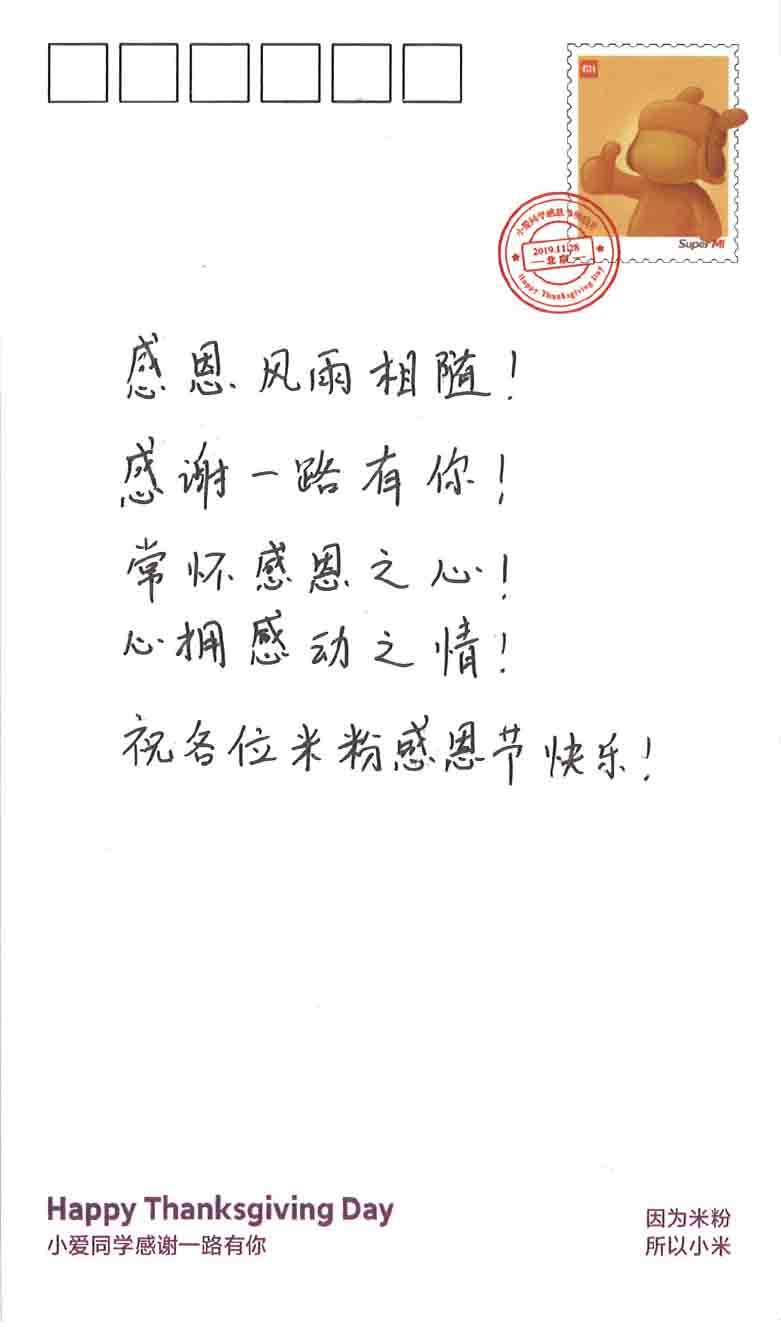 MI
Super MI
小爱同学感恩
2019.11.28
北京
Happy Thanksgiving Day
感恩风雨相随！
感谢一路有你！
常怀感恩之心！
心拥感动之情！
祝各位米粉感恩节快乐！
Happy Thanksgiving Day
小爱同学感谢一路有你
因为米粉
所以小米